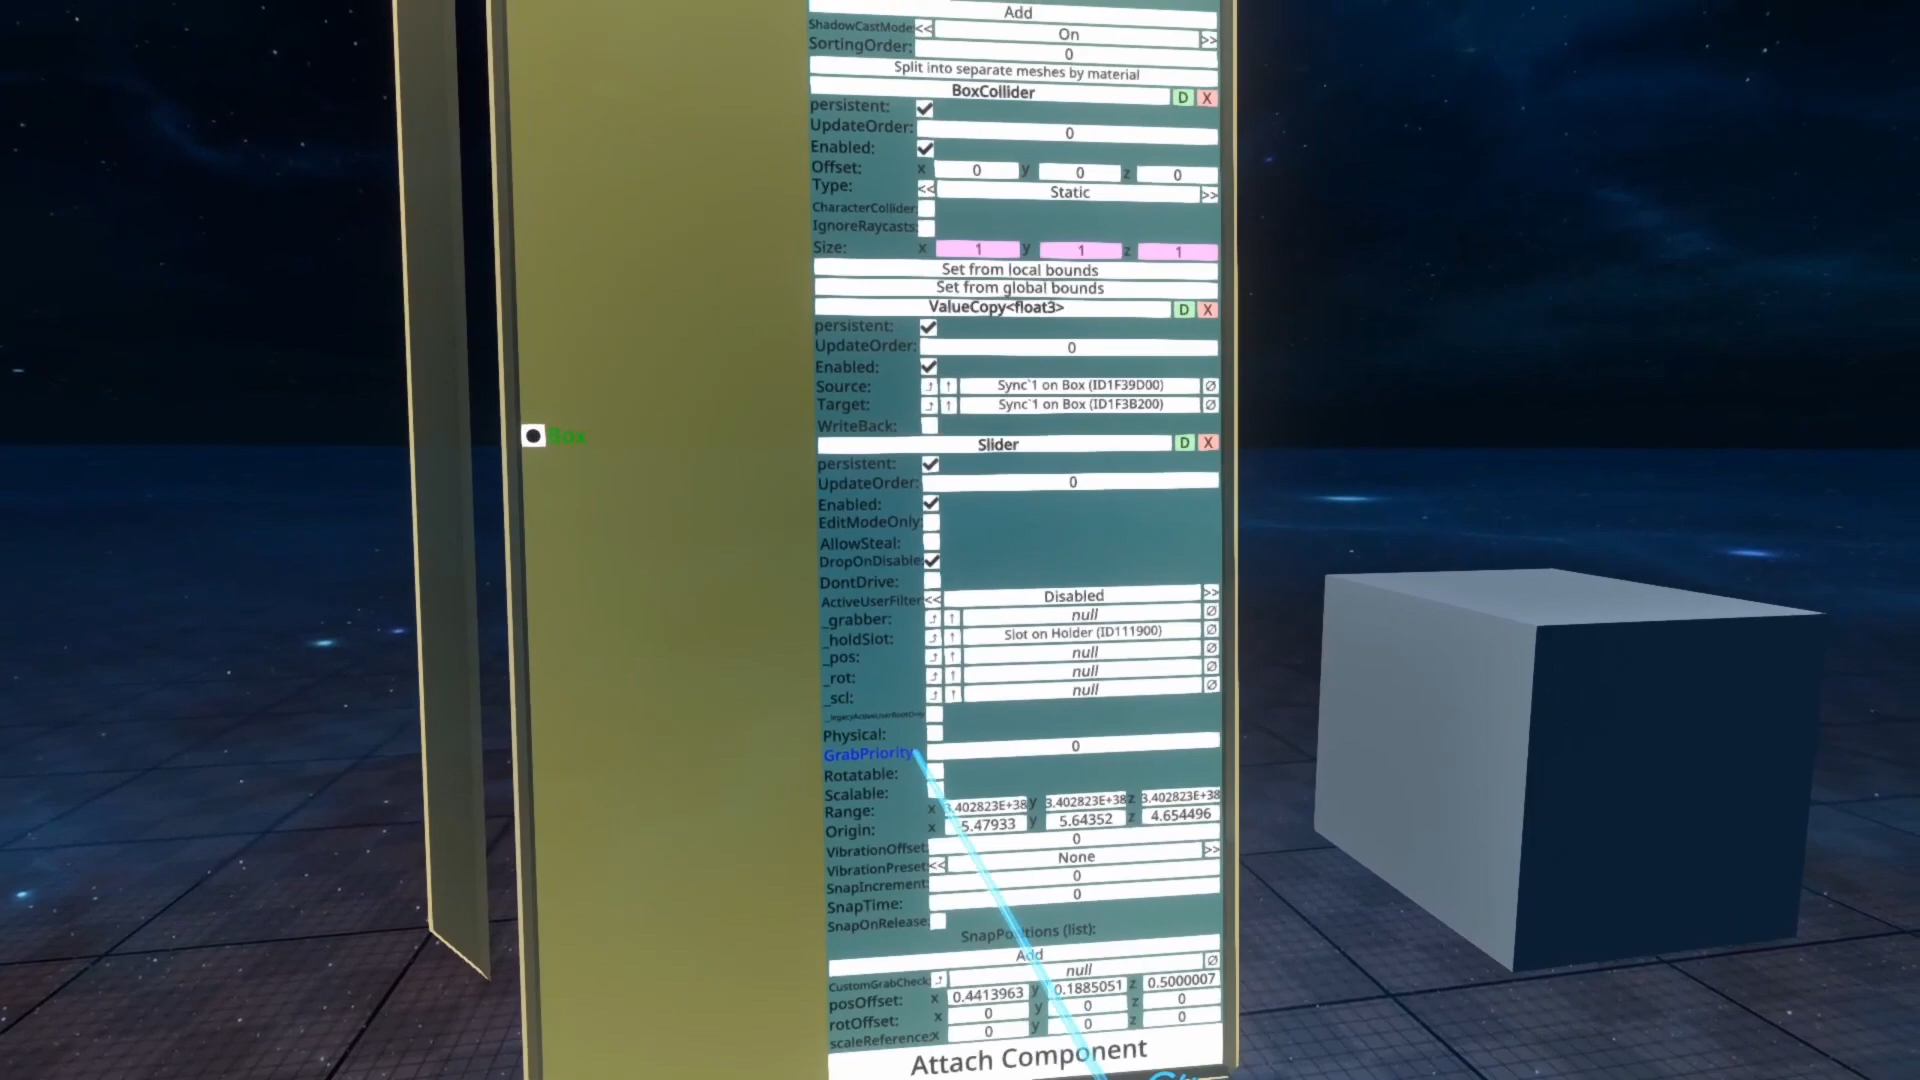 Add
ShadowCastMode: << On >>
SortingOrder: 0
Split into separate meshes by material
BoxCollider D X
persistent:
UpdateOrder: 0
Enabled:
Offset: x 0 y 0 z 0
Type: << Static >>
CharacterCollider:
IgnoreRaycasts:
Size: x 1 y 1 z 1
Set from local bounds
Set from global bounds
ValueCopy<float3> D X
persistent:
UpdateOrder: 0
Enabled:
Source: ⤴ ↑ Sync`1 on Box (ID1F39D00) ∅
Target: ⤴ ↑ Sync`1 on Box (ID1F3B200) ∅
WriteBack:
Box
Slider D X
persistent:
UpdateOrder: 0
Enabled:
EditModeOnly:
AllowSteal:
DropOnDisable:
DontDrive:
ActiveUserFilter: << Disabled >>
_grabber: ⤴ ↑ null ∅
_holdSlot: ⤴ ↑ Slot on Holder (ID111900) ∅
_pos: ⤴ ↑ null ∅
_rot: ⤴ ↑ null ∅
_scl: ⤴ ↑ null ∅
_legacyActiveUserRootOnly:
Physical:
GrabPriority: 0
Rotatable:
Scalable:
Range: x 3.402823E+38 y 3.402823E+38 z 3.402823E+38
Origin: x 5.47933 y 5.64352 z 4.654496
VibrationOffset: 0
VibrationPreset: << None >>
SnapIncrement: 0
SnapTime: 0
SnapOnRelease:
SnapPositions (list):
Add
CustomGrabCheck: ⤴ null ∅
posOffset: x 0.4413963 y 0.1885051 z 0.5000007
rotOffset: x 0 y 0 z 0
scaleReference: x 0 y 0 z 0
Attach Component